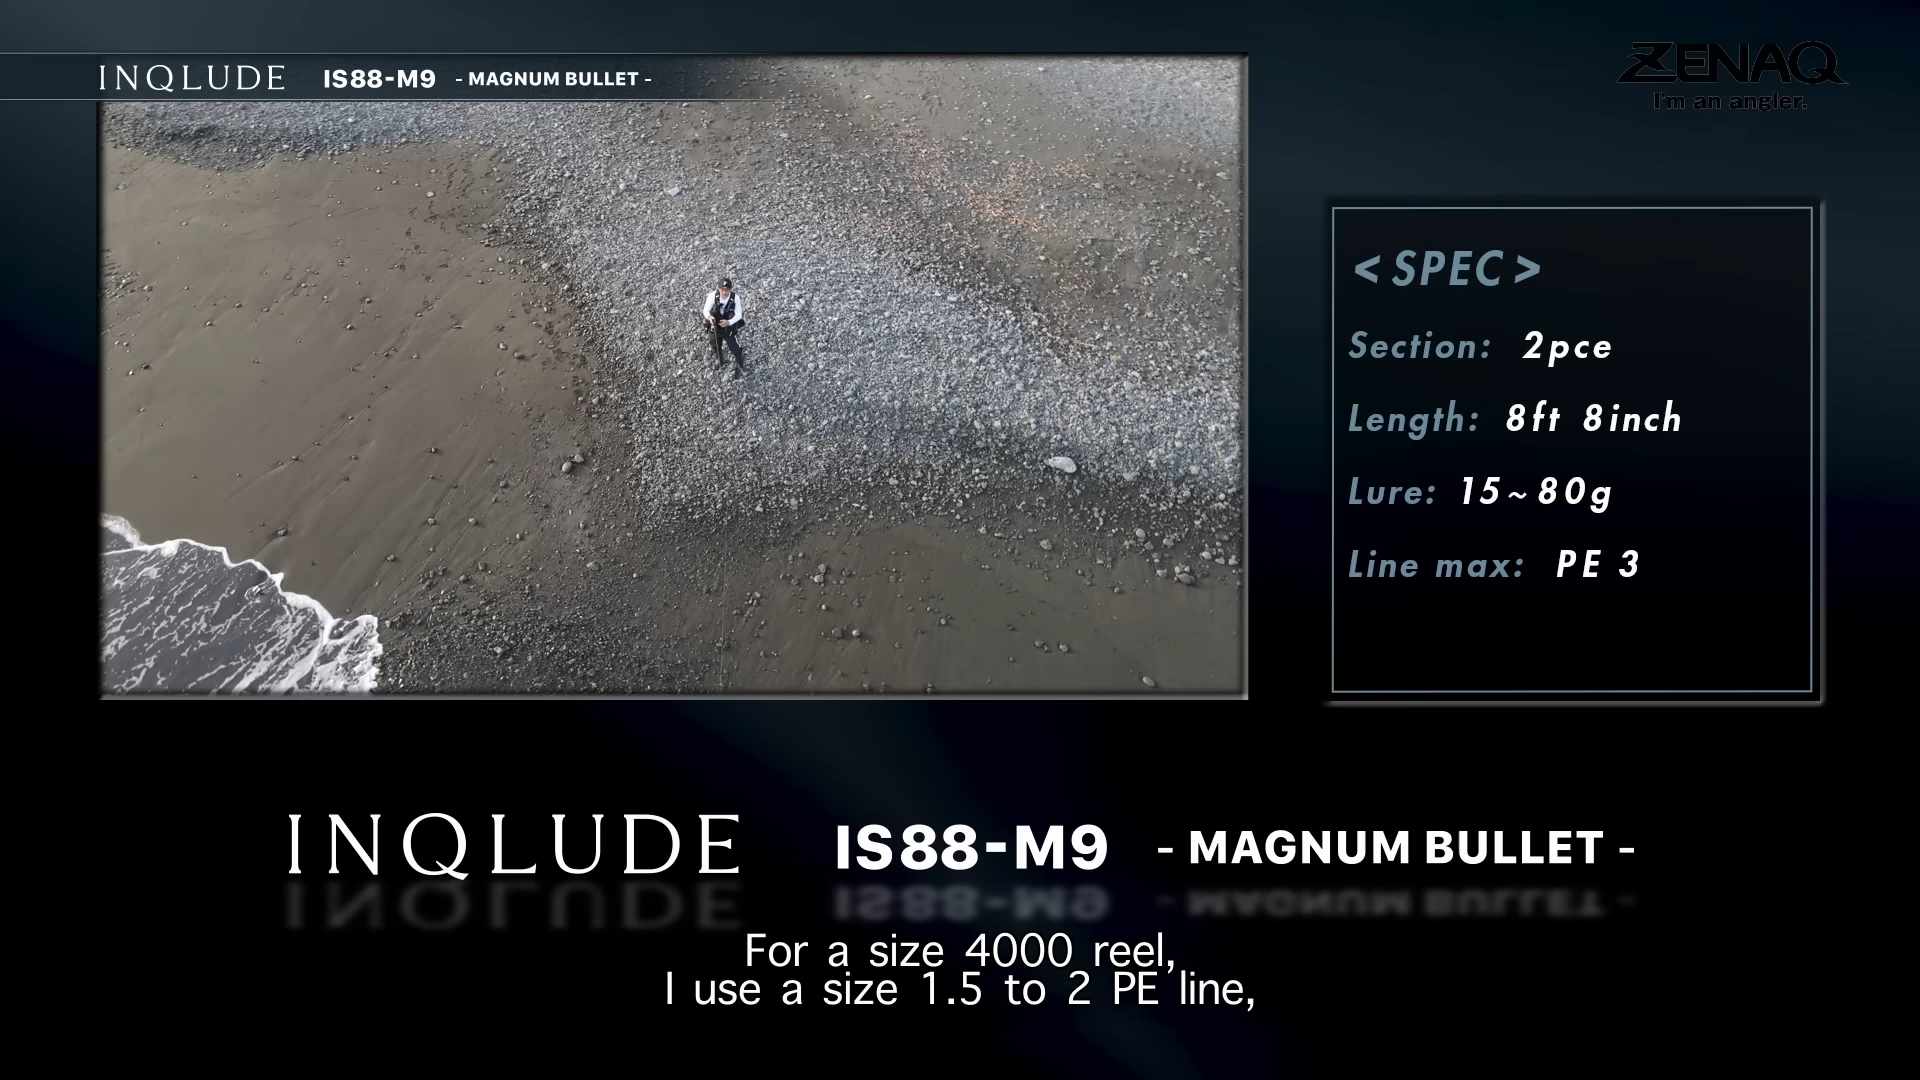 INQLUDE IS88-M9 - MAGNUM BULLET -
ZENAQ
I'm an angler.
<SPEC>
Section: 2pce
Length: 8ft 8inch
Lure: 15~80g
Line max: PE 3
INQLUDE IS88-M9 - MAGNUM BULLET -
For a size 4000 reel,
I use a size 1.5 to 2 PE line,